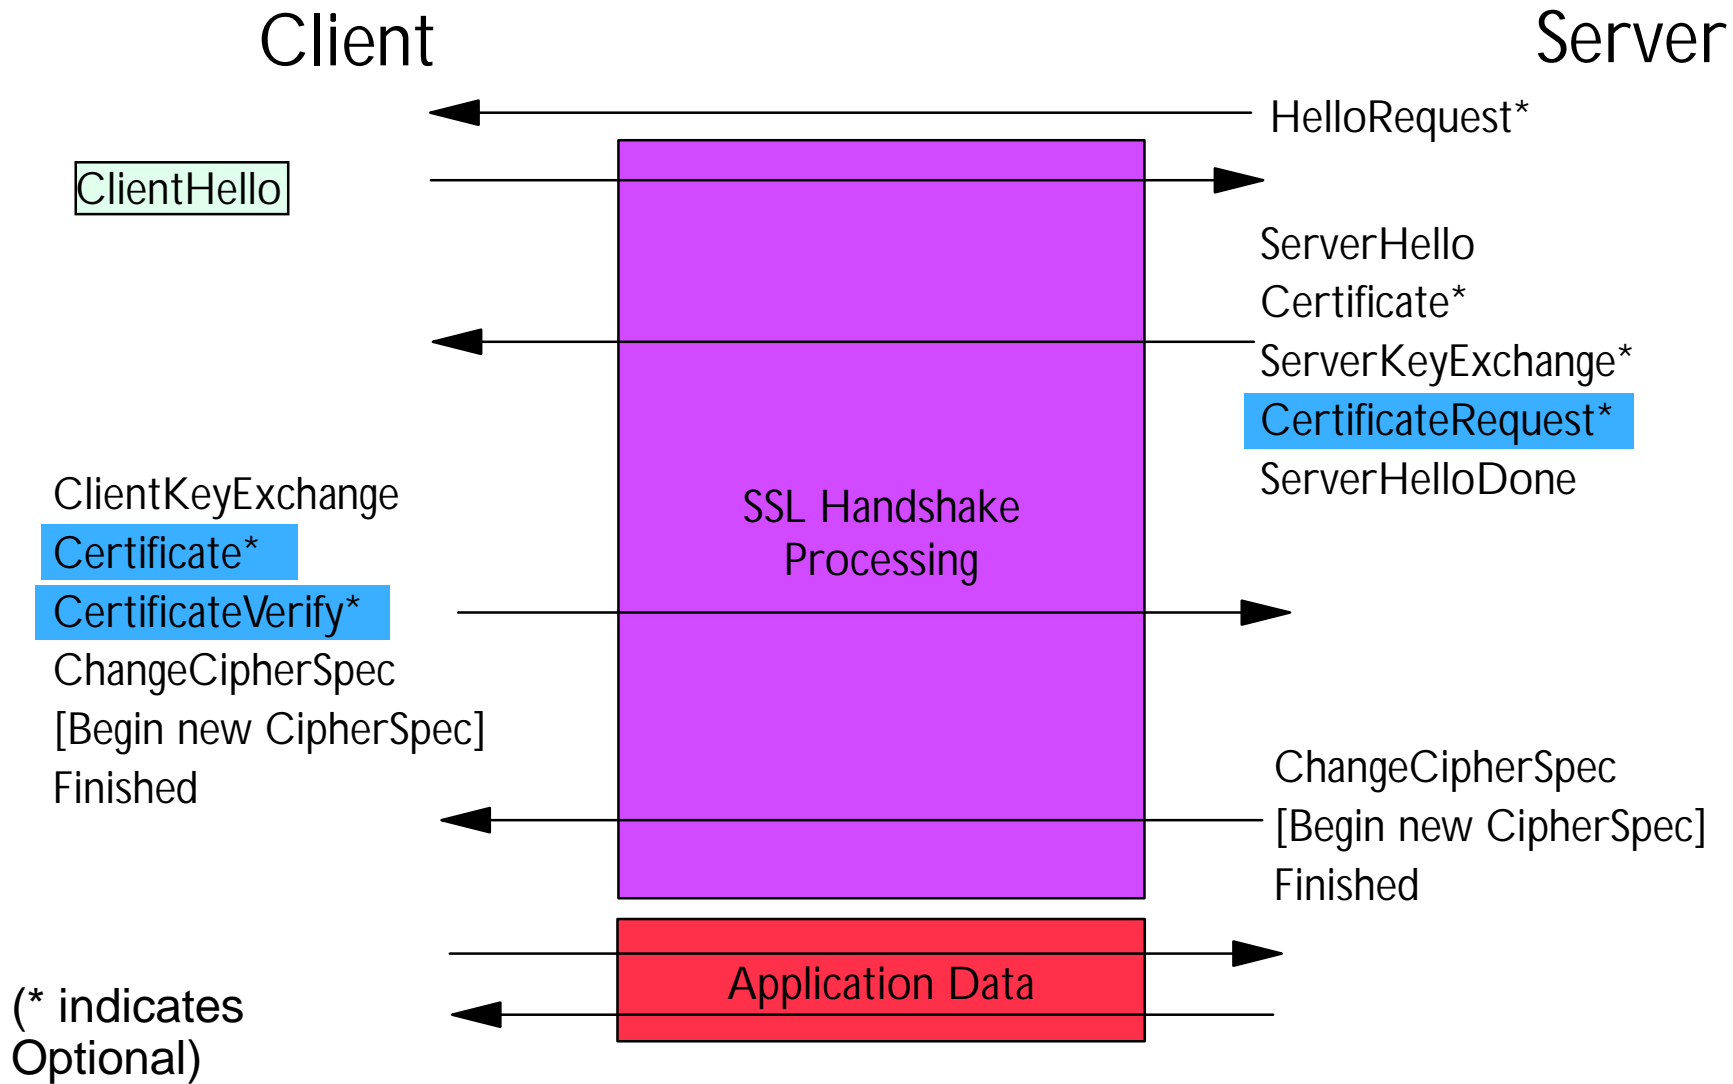 Client
Server
HelloRequest*
ClientHello
ServerHello
Certificate*
ServerKeyExchange*
CertificateRequest*
ServerHelloDone
ClientKeyExchange
Certificate*
CertificateVerify*
ChangeCipherSpec
[Begin new CipherSpec]
Finished
SSL Handshake
Processing
ChangeCipherSpec
[Begin new CipherSpec]
Finished
Application Data
(* indicates
Optional)